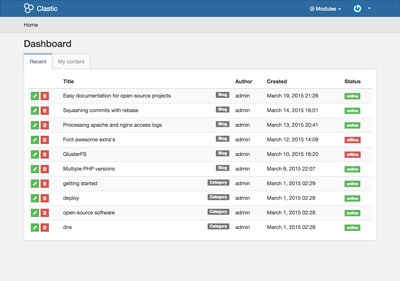 Clastic
Modules
Home
Dashboard
Recent My content
Title Author Created Status
Easy documentation for open-source projects Blog admin March 19, 2015 21:26 online
Squashing commits with rebase Blog admin March 14, 2015 16:01 online
Processing apache and nginx access logs Blog admin March 13, 2015 20:41 online
Font awesome extra's Blog admin March 12, 2015 14:09 offline
GlusterFS Blog admin March 10, 2015 16:20 offline
Multiple PHP versions Blog admin March 8, 2015 22:07 online
getting started Category admin March 1, 2015 02:29 online
deploy Category admin March 1, 2015 02:28 online
open-source software Category admin March 1, 2015 02:28 online
dns Category admin March 1, 2015 02:28 online